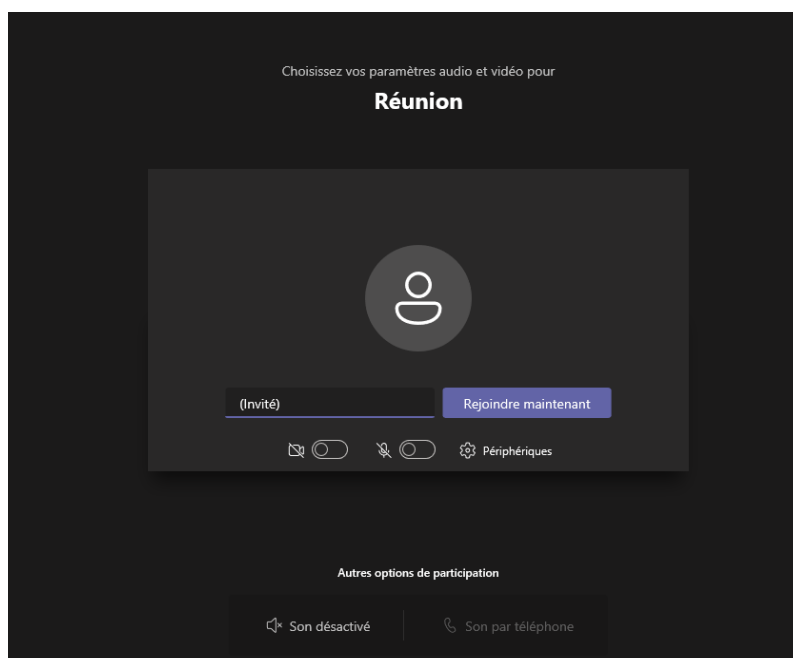 Choisissez vos paramètres audio et vidéo pour
Réunion
(Invité)
Rejoindre maintenant
Périphériques
Autres options de participation
Son désactivé
Son par téléphone